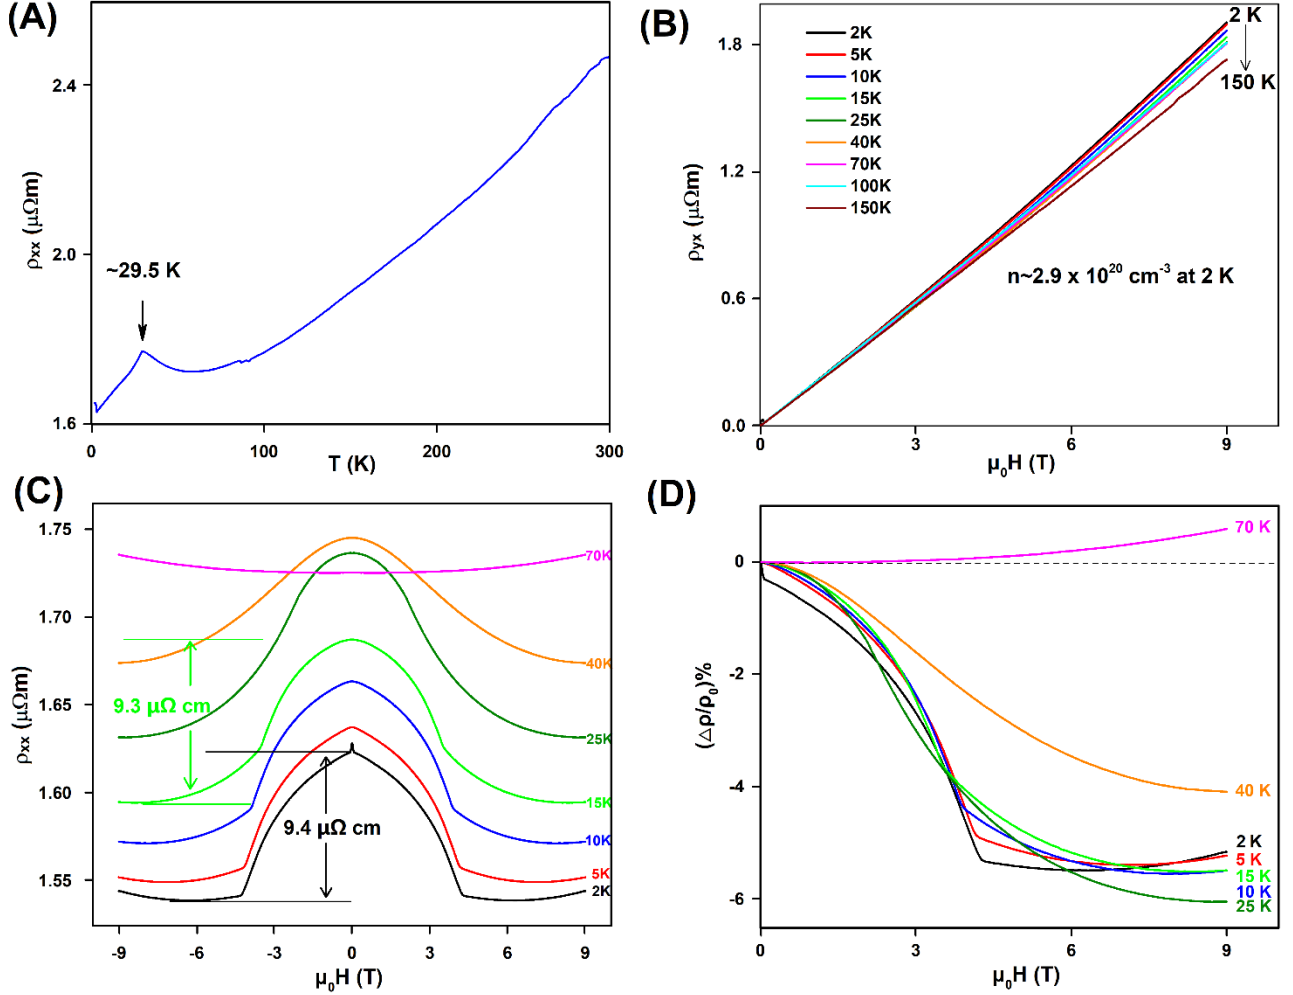 (A)
ρxx (µΩm)
2.4
2.0
1.6
~29.5 K
0
100
200
300
T (K)
(B)
ρyx (µΩm)
1.8
1.2
0.6
0.0
2K
5K
10K
15K
25K
40K
70K
100K
150K
2 K
150 K
n~2.9 x 10²⁰ cm⁻³ at 2 K
0
3
6
9
µ₀H (T)
(C)
ρxx (µΩm)
1.75
1.70
1.65
1.60
1.55
70K
40K
25K
15K
10K
5K
2K
9.3 µΩ cm
9.4 µΩ cm
-9
-6
-3
0
3
6
9
µ₀H (T)
(D)
(△ρ/ρ₀)%
0
-2
-4
-6
70 K
40 K
2 K
5 K
15 K
10 K
25 K
0
3
6
9
µ₀H (T)